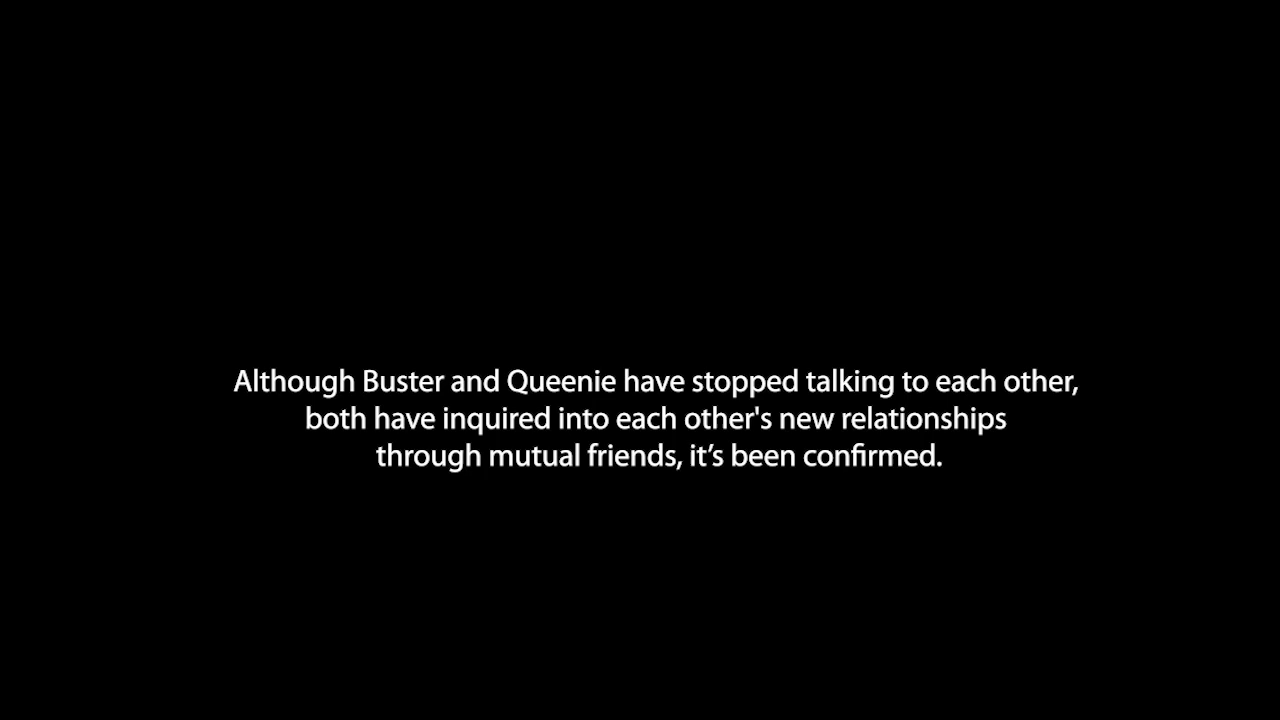 Although Buster and Queenie have stopped talking to each other,
both have inquired into each other's new relationships
through mutual friends, it’s been confirmed.